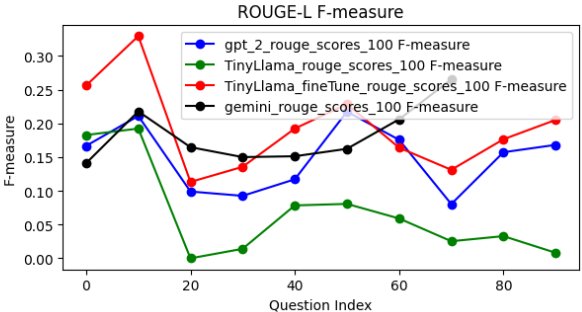 ROUGE-L F-measure
gpt_2_rouge_scores_100 F-measure
TinyLlama_rouge_scores_100 F-measure
TinyLlama_fineTune_rouge_scores_100 F-measure
gemini_rouge_scores_100 F-measure
F-measure
0.30
0.25
0.20
0.15
0.10
0.05
0.00
0 20 40 60 80
Question Index